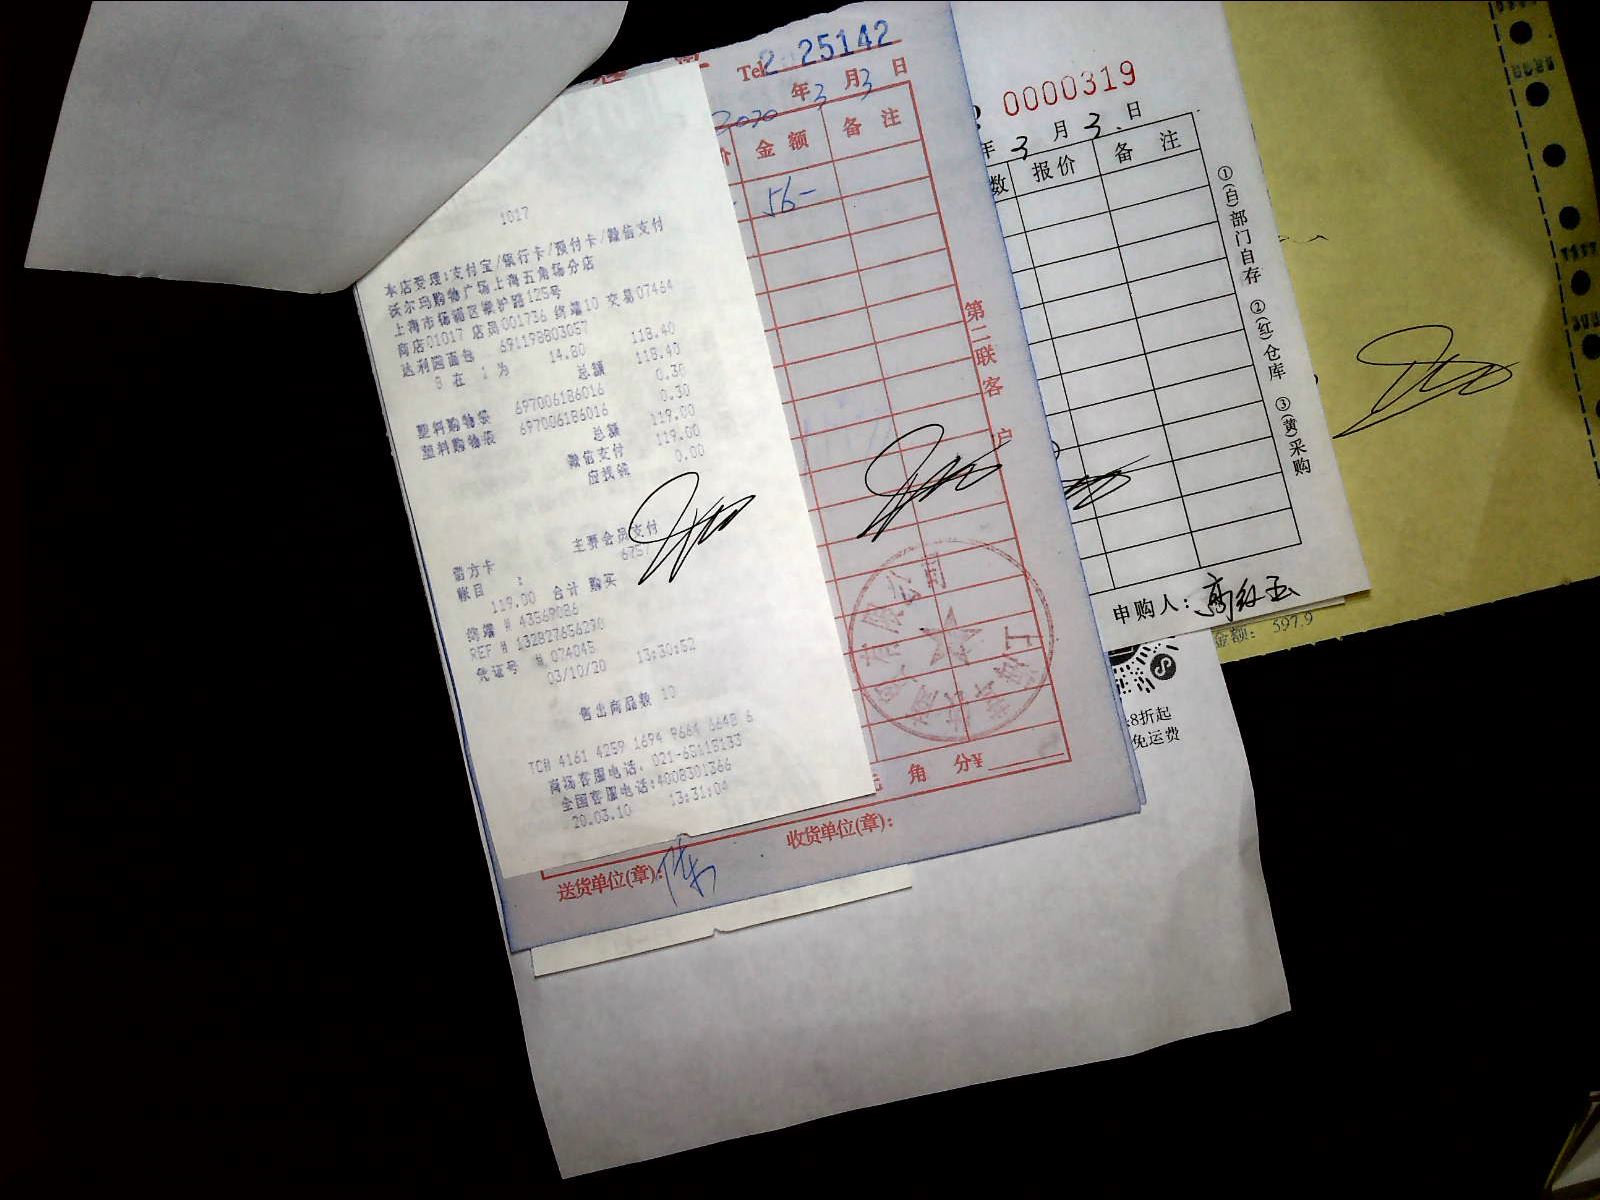 1017
本店受理:支付宝/银行卡/预付卡/微信支付
沃尔玛购物广场上海五角场分店
上海市杨浦区淞沪路125号
商店01017 店员001736 终端10 交易07464
达利园面包 691198803057
8 在 1 为 14.80 118.40
总额 118.40
塑料购物袋 697006186016 0.30
塑料购物袋 697006186016 0.30
总额 119.00
微信支付 119.00
应找钱 0.00
主要会员支付
借方卡 :
账目
119.00 合计 购买
终端 # 43569086
REF # 132827656290
凭证号 # 074045
03/10/20 13:30:52
售出商品数 10
TC# 4161 4259 1694 9664 6648 6
商场客服电话: 021-65115133
全国客服电话:4008301366
20.03.10 13:31:04
Tel 25142
年 3 月 3 日
金额 备注
56-
第二联 客户
角 分¥
收货单位(章):
送货单位(章):
0000319
年 3 月 3 日
数 报价 备注
①(白)部门自存 ②(红)仓库 ③(黄)采购
申购人:
金额: 597.9
8折起
免运费